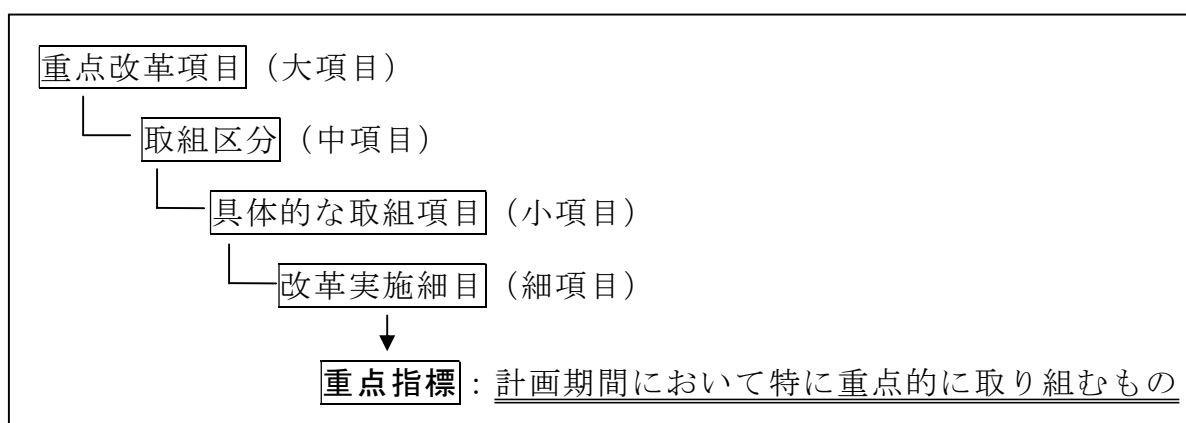 重点改革項目（大項目）
取組区分（中項目）
具体的な取組項目（小項目）
改革実施細目（細項目）
重点指標：計画期間において特に重点的に取り組むもの